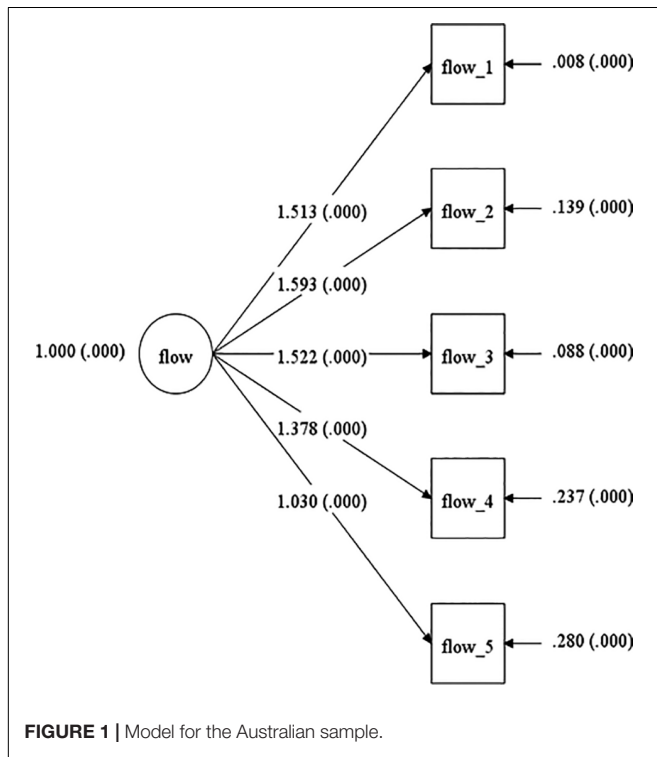 flow_1
.008 (.000)
1.513 (.000)
flow_2
.139 (.000)
1.593 (.000)
1.000 (.000)
flow
1.522 (.000)
flow_3
.088 (.000)
1.378 (.000)
flow_4
.237 (.000)
1.030 (.000)
flow_5
.280 (.000)
FIGURE 1 | Model for the Australian sample.